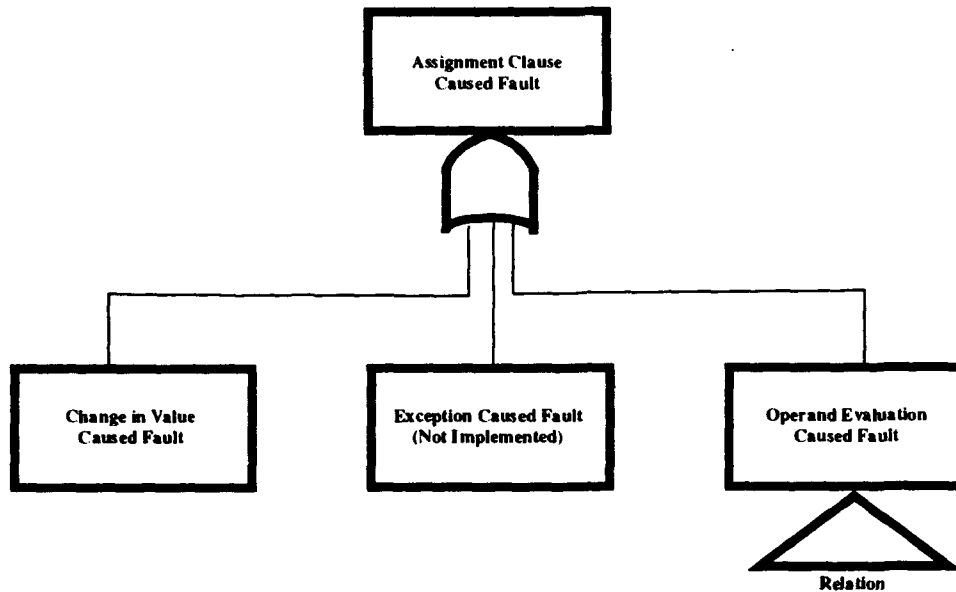 Assignment Clause
Caused Fault
Change in Value
Caused Fault
Exception Caused Fault
(Not Implemented)
Operand Evaluation
Caused Fault
Relation